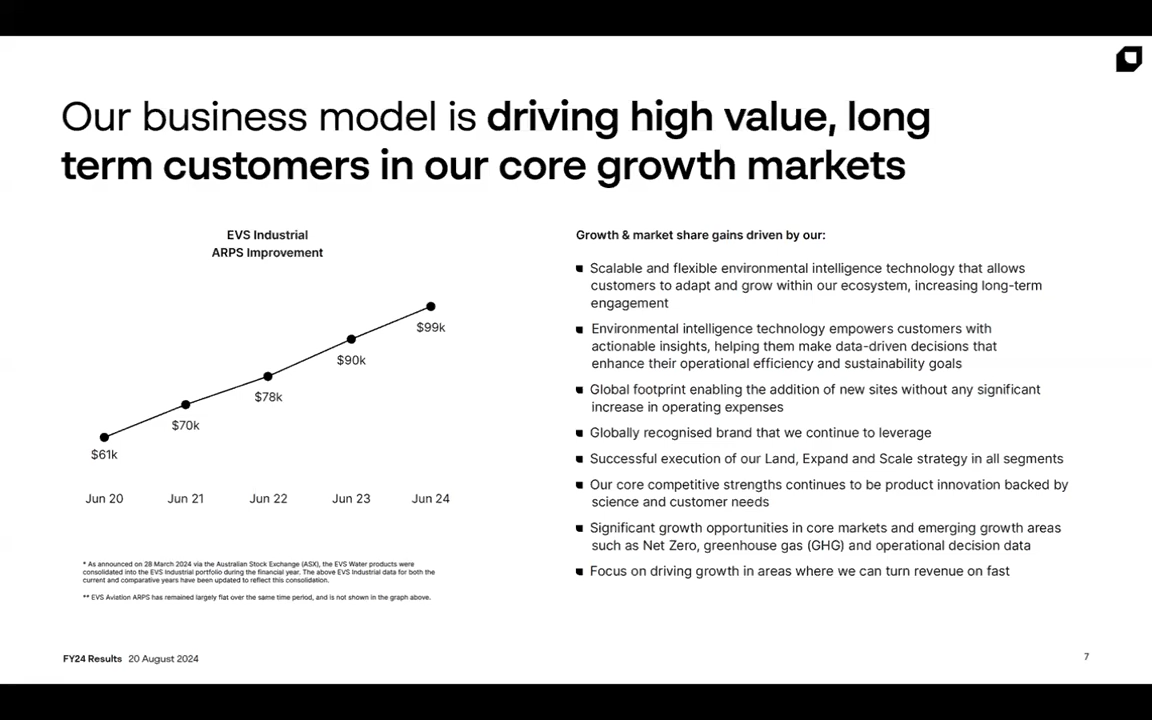 Our business model is driving high value, long
term customers in our core growth markets
EVS Industrial
ARPS Improvement
$99k
$90k
$78k
$70k
$61k
Jun 20
Jun 21
Jun 22
Jun 23
Jun 24
* As announced on 28 March 2024 via the Australian Stock Exchange (ASX), the EVS Water products were
consolidated into the EVS Industrial portfolio during the financial year. The above EVS Industrial data for both the
current and comparative years have been updated to reflect this consolidation.
** EVS Aviation ARPS has remained largely flat over the same time period, and is not shown in the graph above.
Growth & market share gains driven by our:
Scalable and flexible environmental intelligence technology that allows
customers to adapt and grow within our ecosystem, increasing long-term
engagement
Environmental intelligence technology empowers customers with
actionable insights, helping them make data-driven decisions that
enhance their operational efficiency and sustainability goals
Global footprint enabling the addition of new sites without any significant
increase in operating expenses
Globally recognised brand that we continue to leverage
Successful execution of our Land, Expand and Scale strategy in all segments
Our core competitive strengths continues to be product innovation backed by
science and customer needs
Significant growth opportunities in core markets and emerging growth areas
such as Net Zero, greenhouse gas (GHG) and operational decision data
Focus on driving growth in areas where we can turn revenue on fast
FY24 Results 20 August 2024
7